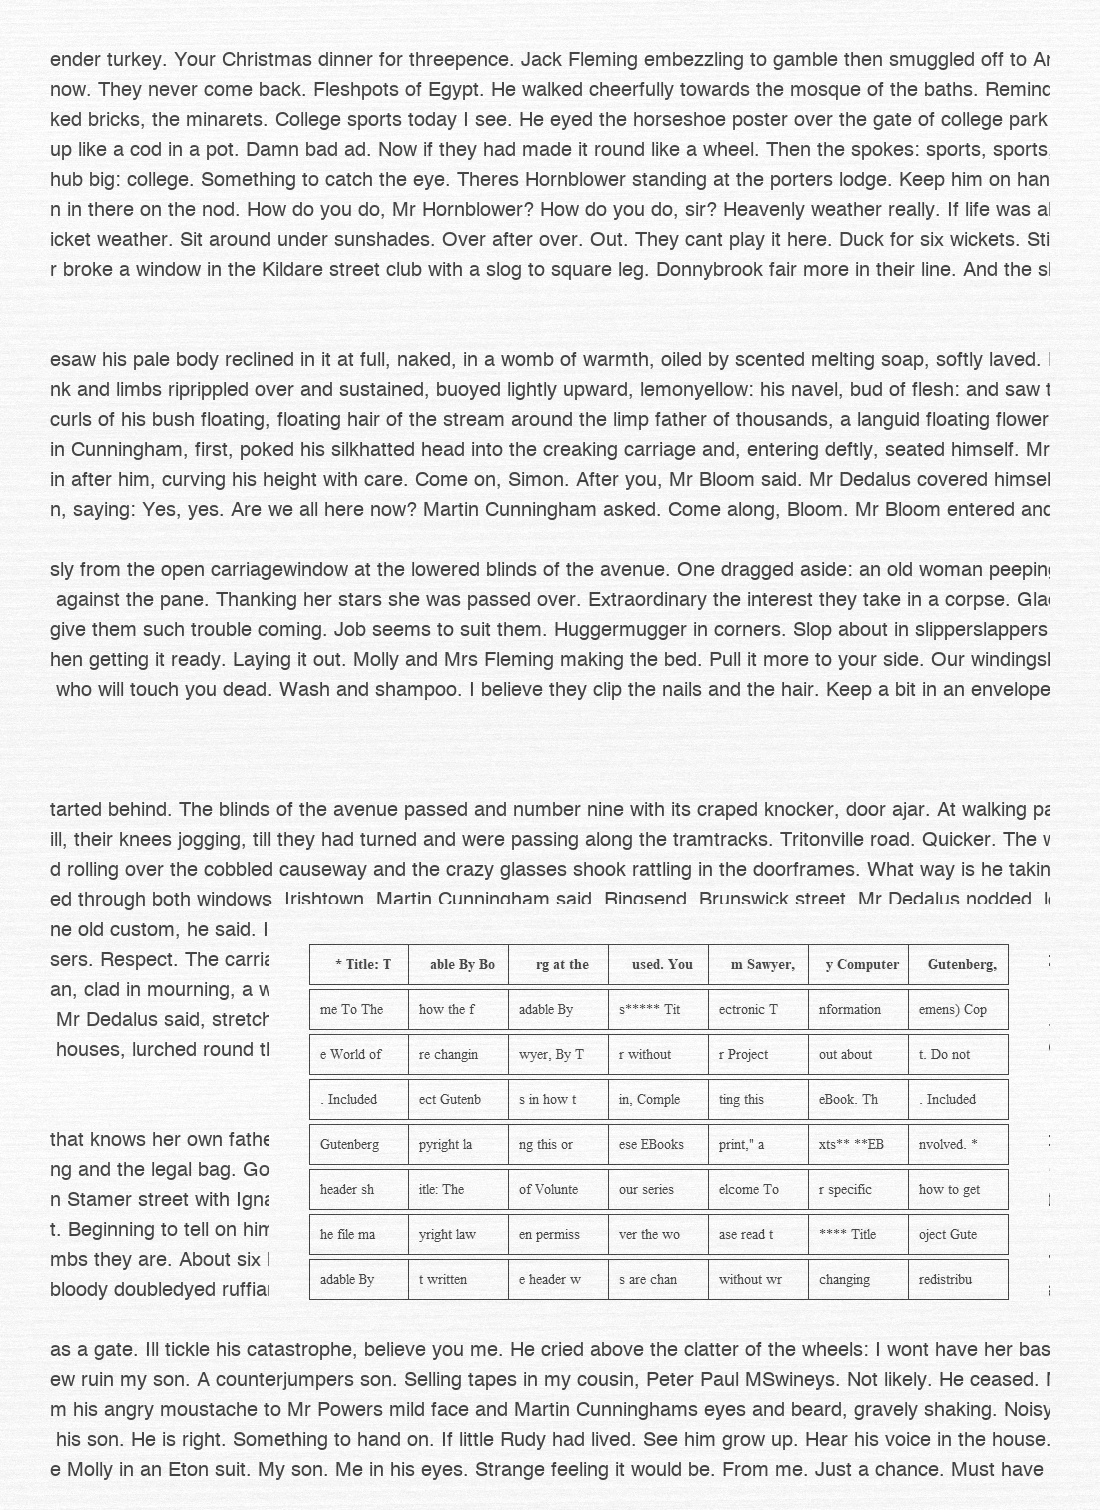 ender turkey. Your Christmas dinner for threepence. Jack Fleming embezzling to gamble then smuggled off to
now. They never come back. Fleshpots of Egypt. He walked cheerfully towards the mosque of the baths. Remind
ked bricks, the minarets. College sports today I see. He eyed the horseshoe poster over the gate of college park
up like a cod in a pot. Damn bad ad. Now if they had made it round like a wheel. Then the spokes: sports, sports
hub big: college. Something to catch the eye. Theres Hornblower standing at the porters lodge. Keep him on han
n in there on the nod. How do you do, Mr Hornblower? How do you do, sir? Heavenly weather really. If life was
icket weather. Sit around under sunshades. Over after over. Out. They cant play it here. Duck for six wickets. Sti
r broke a window in the Kildare street club with a slog to square leg. Donnybrook fair more in their line. And the
esaw his pale body reclined in it at full, naked, in a womb of warmth, oiled by scented melting soap, softly laved.
nk and limbs riprippled over and sustained, buoyed lightly upward, lemonyellow: his navel, bud of flesh: and saw
curls of his bush floating, floating hair of the stream around the limp father of thousands, a languid floating flower
in Cunningham, first, poked his silkhatted head into the creaking carriage and, entering deftly, seated himself. Mr
in after him, curving his height with care. Come on, Simon. After you, Mr Bloom said. Mr Dedalus covered himsel
n, saying: Yes, yes. Are we all here now? Martin Cunningham asked. Come along, Bloom. Mr Bloom entered and
sly from the open carriagewindow at the lowered blinds of the avenue. One dragged aside: an old woman peeping
against the pane. Thanking her stars she was passed over. Extraordinary the interest they take in a corpse. Gla
give them such trouble coming. Job seems to suit them. Huggermugger in corners. Slop about in slipperslappers
hen getting it ready. Laying it out. Molly and Mrs Fleming making the bed. Pull it more to your side. Our windings
who will touch you dead. Wash and shampoo. I believe they clip the nails and the hair. Keep a bit in an envelope
tarted behind. The blinds of the avenue passed and number nine with its craped knocker, door ajar. At walking pa
ill, their knees jogging, till they had turned and were passing along the tramtracks. Tritonville road. Quicker. The
d rolling over the cobbled causeway and the crazy glasses shook rattling in the doorframes. What way is he takin
ed through both windows Irishtown, Martin Cunningham said. Ringsend. Brunswick street. Mr Dedalus nodded,
ne old custom, he said. I
sers. Respect. The carria
an, clad in mourning, a w
Mr Dedalus said, stretch
houses, lurched round
* Title: T able By Bo rg at the used. You m Sawyer, y Computer Gutenberg,
me To The how the f adable By s***** Tit ectronic T nformation emens) Cop
e World of re changin wyer, By T r without r Project out about t. Do not
. Included ect Gutenb s in how t in, Comple ting this eBook. Th . Included
Gutenberg pyright la ng this or ese EBooks print," a xts** **EB nvolved. *
header sh itle: The of Volunte our series elcome To r specific how to get
he file ma yright law en permiss ver the wo ase read t **** Title oject Gute
adable By t written e header w s are chan without wr changing redistribu
that knows her own fathe
ng and the legal bag. Go
n Stamer street with Igna
t. Beginning to tell on him
mbs they are. About six
bloody doubledyed ruffia
as a gate. Ill tickle his catastrophe, believe you me. He cried above the clatter of the wheels: I wont have her bas
ew ruin my son. A counterjumpers son. Selling tapes in my cousin, Peter Paul MSwineys. Not likely. He ceased.
m his angry moustache to Mr Powers mild face and Martin Cunninghams eyes and beard, gravely shaking. Noisy
his son. He is right. Something to hand on. If little Rudy had lived. See him grow up. Hear his voice in the house.
e Molly in an Eton suit. My son. Me in his eyes. Strange feeling it would be. From me. Just a chance. Must have